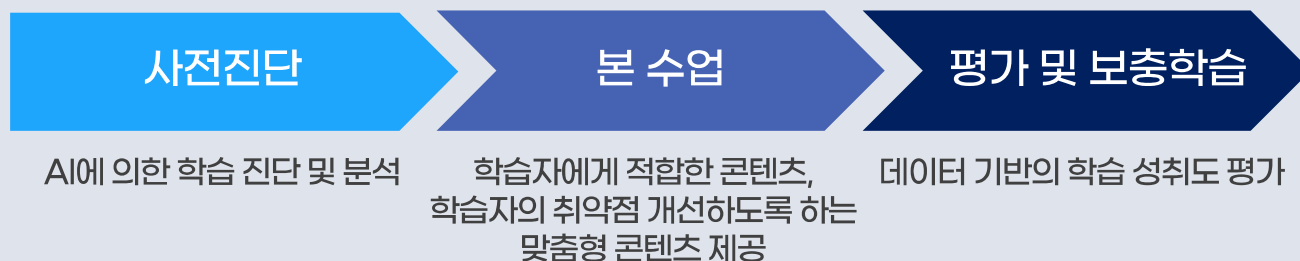 사전진단
본 수업
평가 및 보충학습
AI에 의한 학습 진단 및 분석
학습자에게 적합한 콘텐츠,
학습자의 취약점 개선하도록 하는
맞춤형 콘텐츠 제공
데이터 기반의 학습 성취도 평가